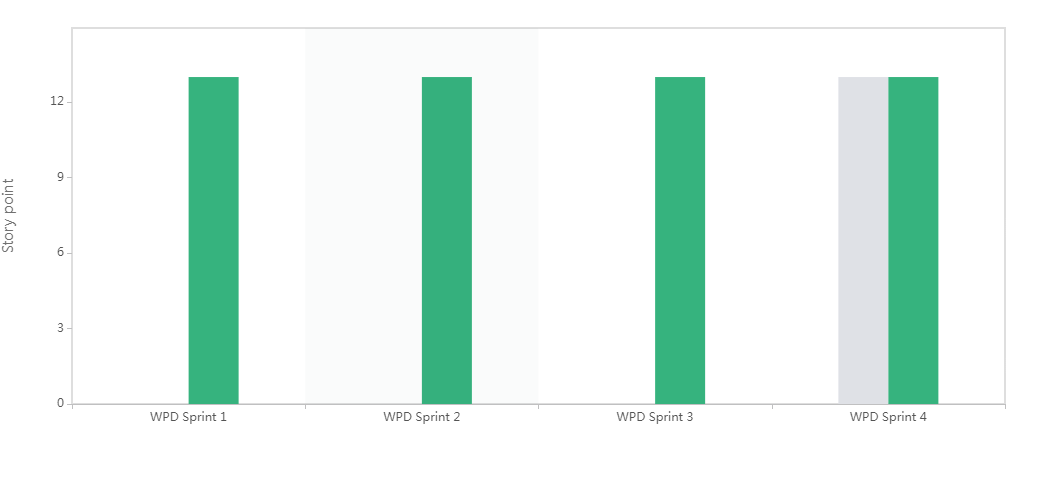 Story point
12
9
6
3
0
WPD Sprint 1
WPD Sprint 2
WPD Sprint 3
WPD Sprint 4